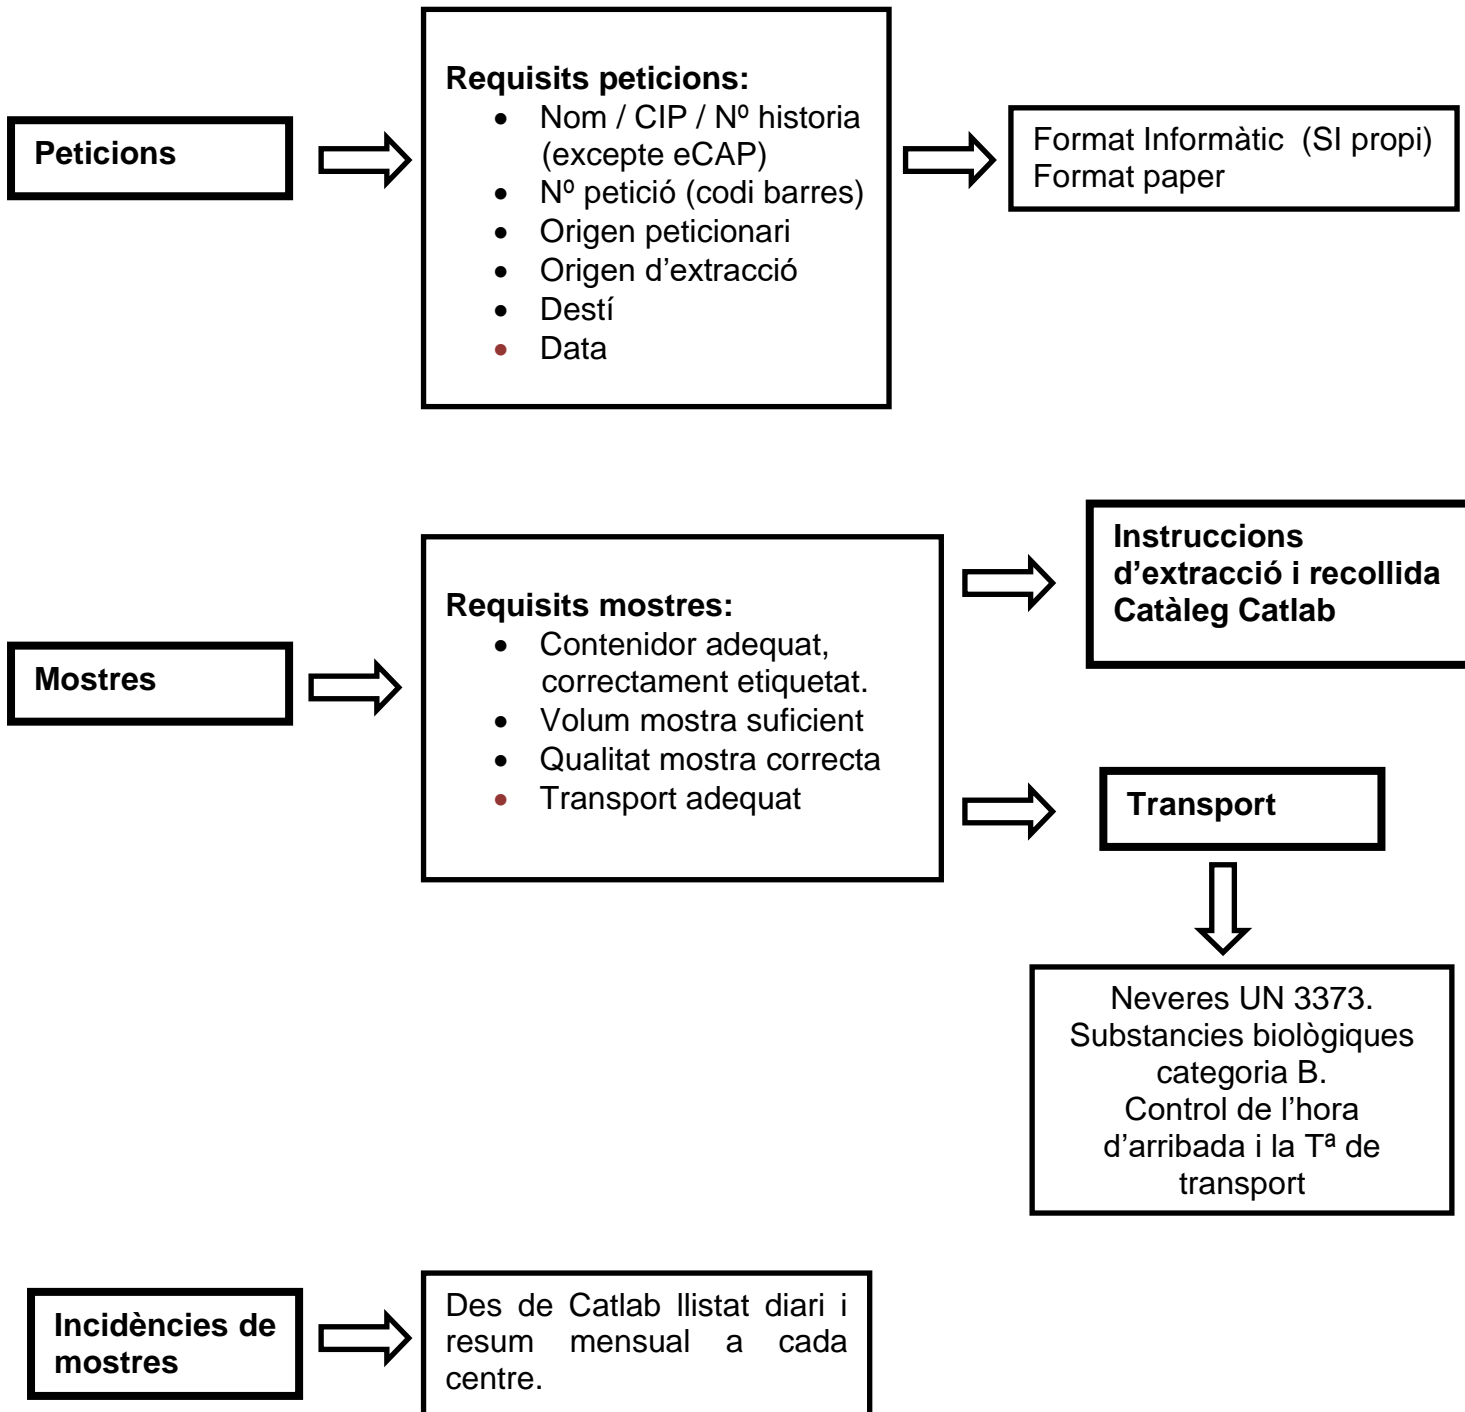 Peticions
Requisits peticions:
• Nom / CIP / Nº historia
(excepte eCAP)
• Nº petició (codi barres)
• Origen peticionari
• Origen d’extracció
• Destí
• Data
Format Informàtic (SI propi)
Format paper
Mostres
Requisits mostres:
• Contenidor adequat,
correctament etiquetat.
• Volum mostra suficient
• Qualitat mostra correcta
• Transport adequat
Instruccions
d’extracció i recollida
Catàleg Catlab
Transport
Neveres UN 3373.
Substancies biològiques
categoria B.
Control de l’hora
d’arribada i la Tª de
transport
Incidències de
mostres
Des de Catlab llistat diari i
resum mensual a cada
centre.